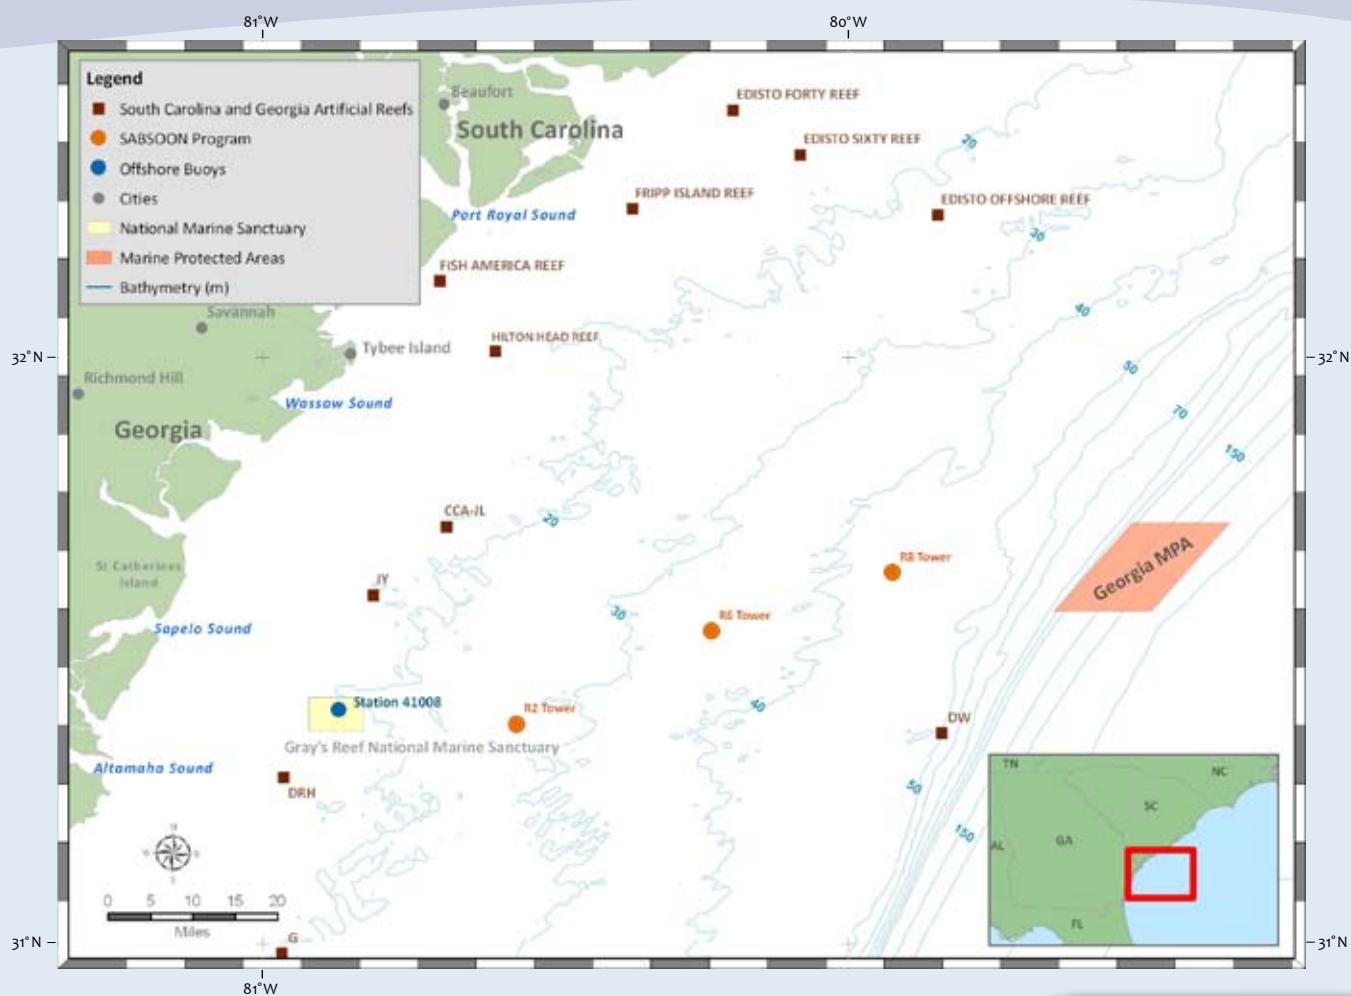 81°W
80°W
Legend
South Carolina and Georgia Artificial Reefs
SABSOON Program
Offshore Buoys
Cities
National Marine Sanctuary
Marine Protected Areas
Bathymetry (m)
Beaufort
South Carolina
EDISTO FORTY REEF
EDISTO SIXTY REEF
20
FRIPP ISLAND REEF
EDISTO OFFSHORE REEF
Port Royal Sound
30
FISH AMERICA REEF
Savannah
40
HILTON HEAD REEF
Tybee Island
32°N
32°N
50
Richmond Hill
Wassaw Sound
70
Georgia
150
CCA-JL
20
R8 Tower
Georgia MPA
St Catherines
Island
JY
30
R6 Tower
Sapelo Sound
Station 41008
R2 Tower
40
DW
Gray's Reef National Marine Sanctuary
Altamaha Sound
DRH
50
150
TN
NC
SC
GA
AL
FL
N
S
0 5 10 15 20
Miles
G
31°N
31°N
81°W